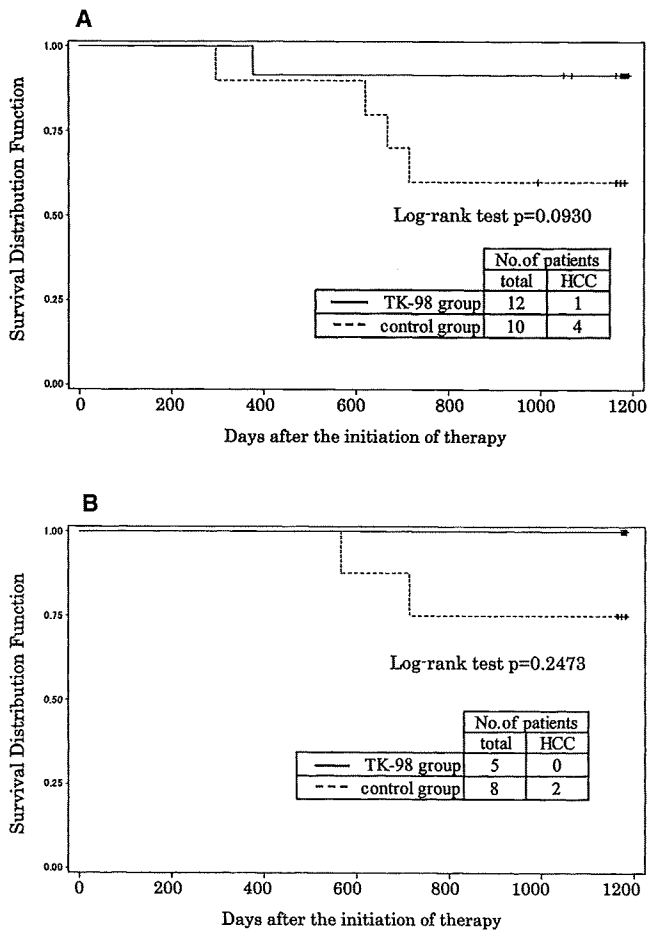 A
Survival Distribution Function
1.00
0.75
0.50
0.25
0.00
Log-rank test p=0.0930
No.of patients
total HCC
TK-98 group 12 1
control group 10 4
0 200 400 600 800 1000 1200
Days after the initiation of therapy
B
Survival Distribution Function
1.00
0.75
0.50
0.25
0.00
Log-rank test p=0.2473
No.of patients
total HCC
TK-98 group 5 0
control group 8 2
0 200 400 600 800 1000 1200
Days after the initiation of therapy